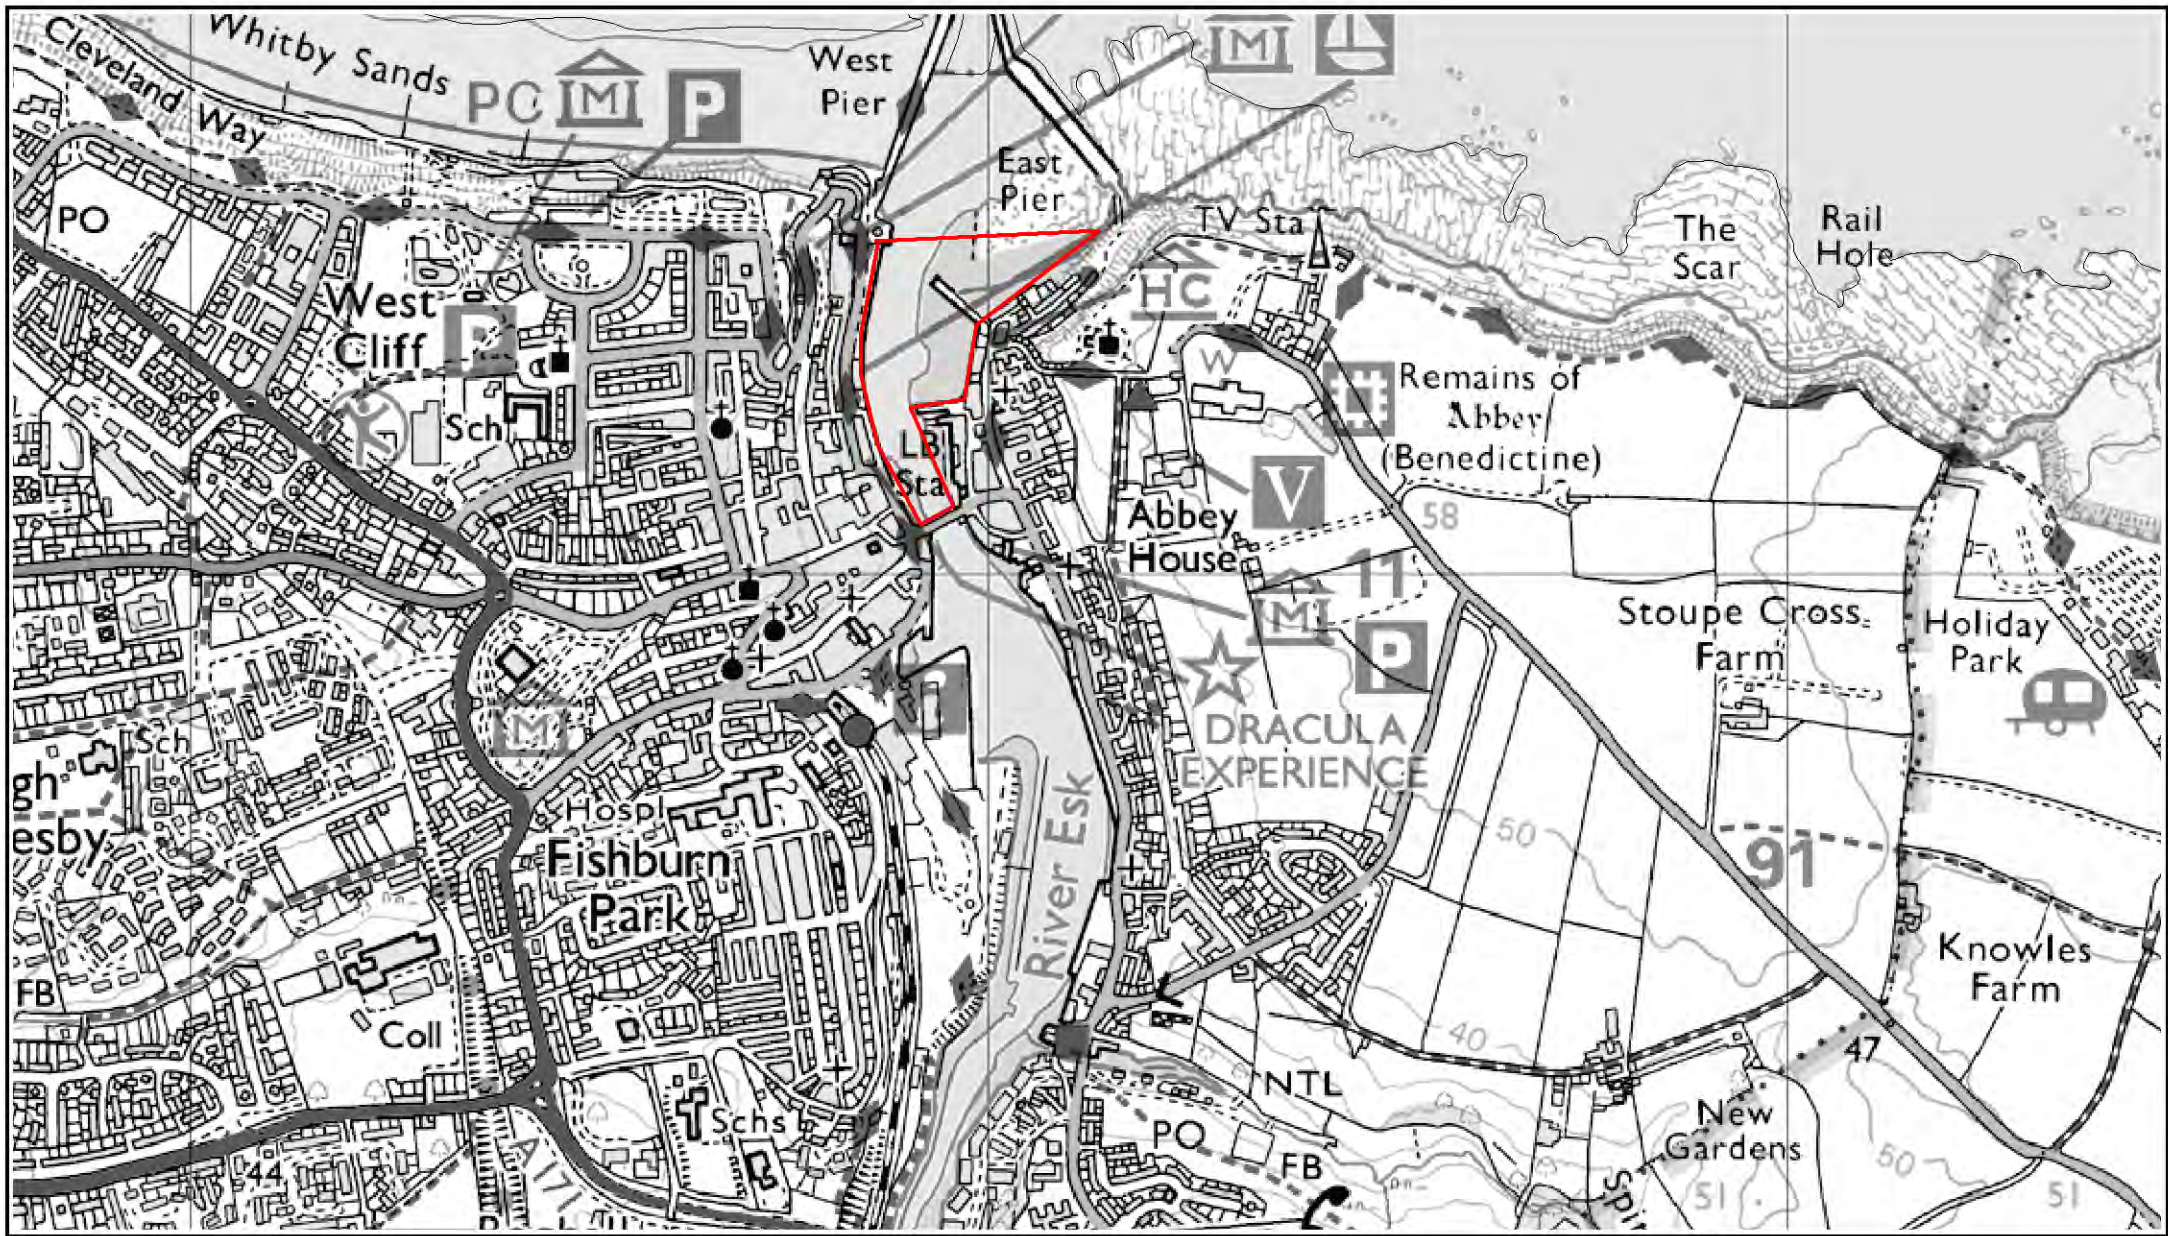 Whitby Sands
Cleveland Way
PC
M
P
West
Pier
M
East
Pier
TV Sta
The
Scar
Rail
Hole
PO
West
Cliff
P
HC
W
Sch
LB
Sta
Remains of
Abbey
(Benedictine)
V
58
Abbey
House
11
M
P
Stoupe Cross
Farm
Holiday
Park
DRACULA
EXPERIENCE
M
Sch
gh
esby
Hospl
Fishburn
Park
River Esk
50
91
Knowles
Farm
FB
Coll
40
47
NTL
New
Gardens
Schs
PO
FB
44
A171
50
51
51